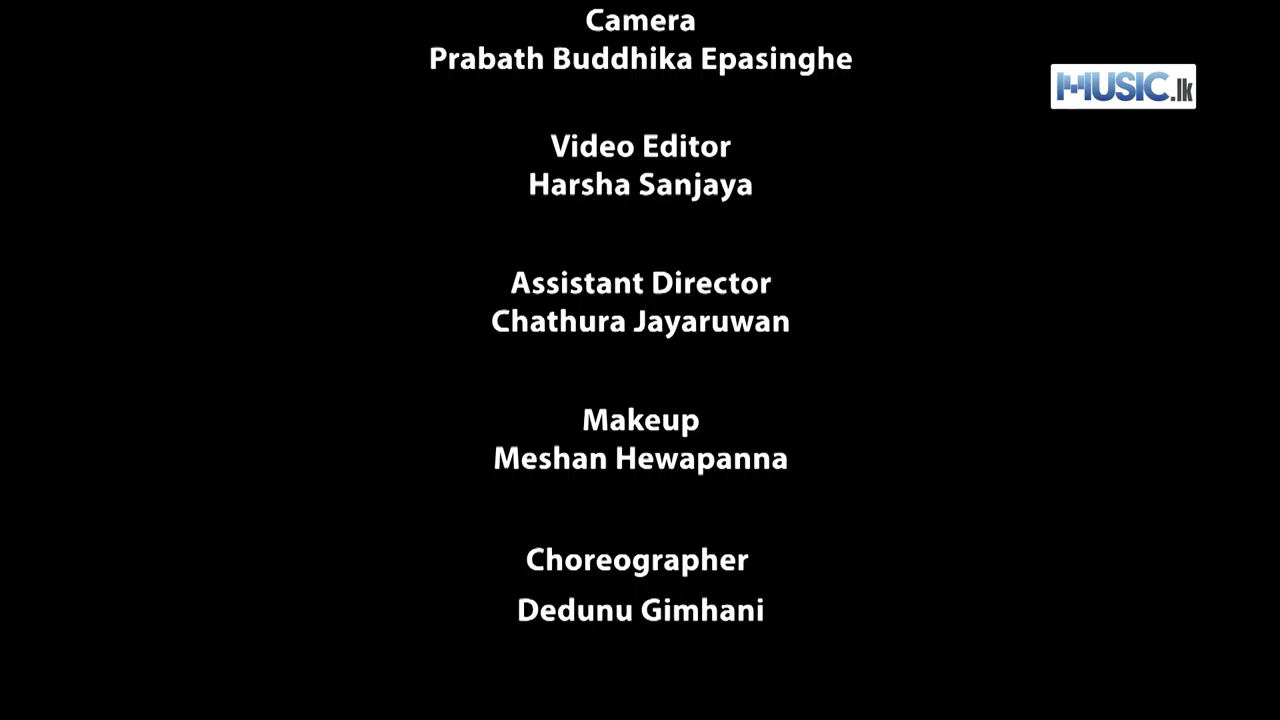 Camera
Prabath Buddhika Epasinghe
MUSIC.lk
Video Editor
Harsha Sanjaya
Assistant Director
Chathura Jayaruwan
Makeup
Meshan Hewapanna
Choreographer
Dedunu Gimhani